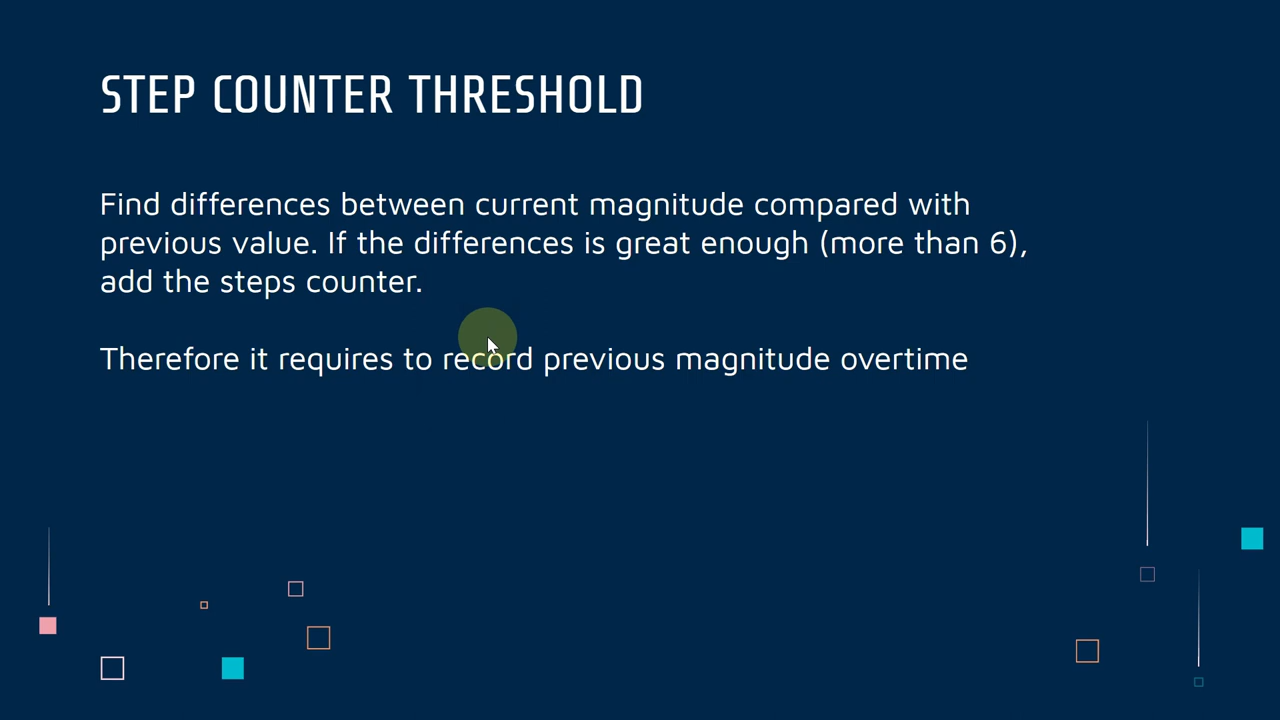 STEP COUNTER THRESHOLD
Find differences between current magnitude compared with
previous value. If the differences is great enough (more than 6),
add the steps counter.
Therefore it requires to record previous magnitude overtime